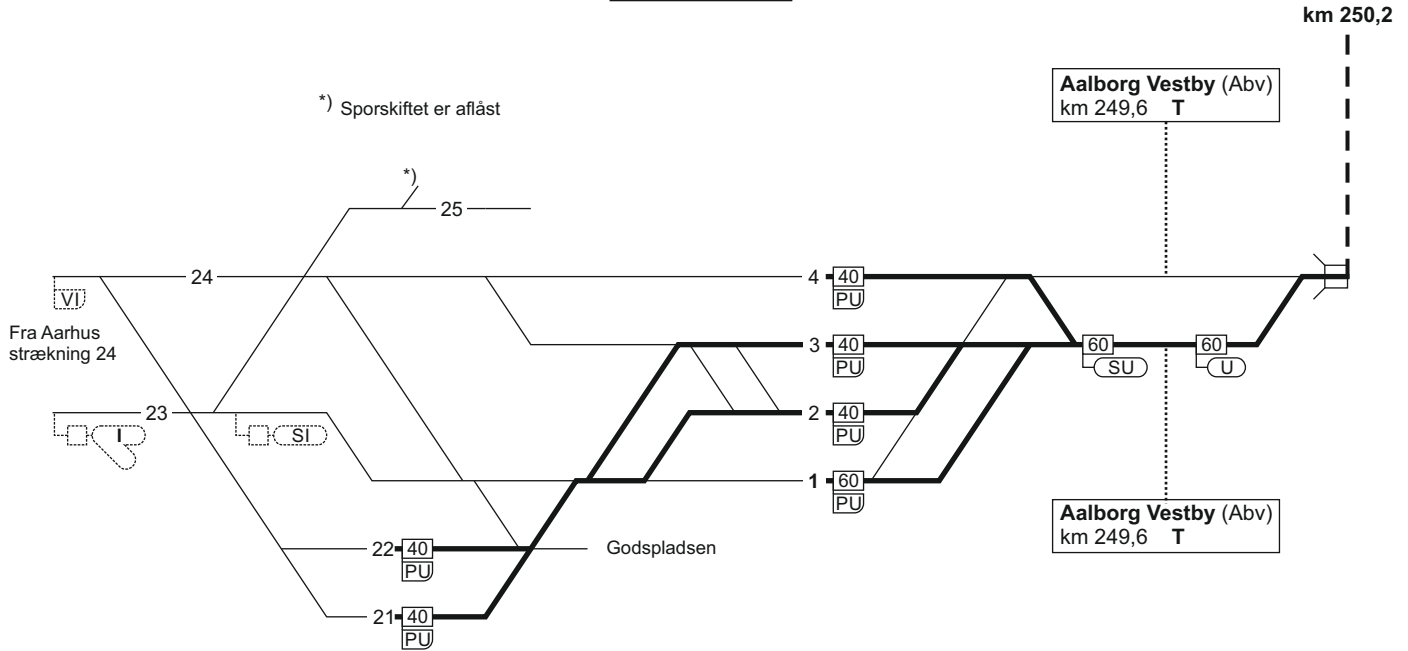 km 250,2
Aalborg Vestby (Abv)
km 249,6 T
*) Sporskiftet er aflåst
*)
25
24
4 40
VI
PU
Fra Aarhus
strækning 24
3 40
60
60
PU
SU
U
23
2 40
I
SI
PU
1 60
PU
Aalborg Vestby (Abv)
km 249,6 T
22 40
Godspladsen
PU
21 40
PU